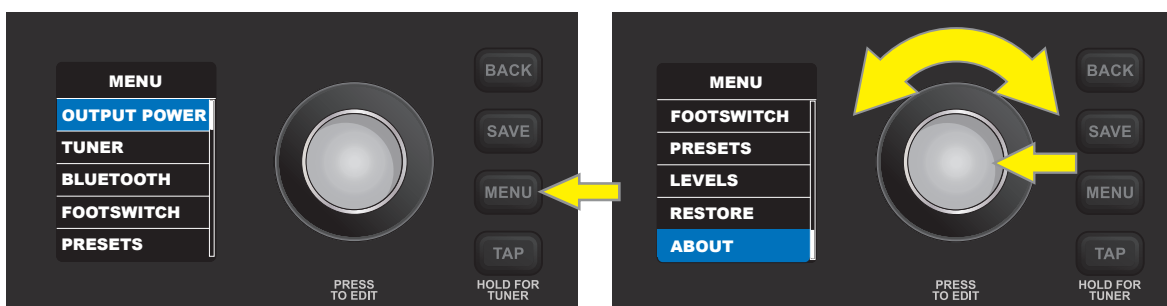 MENU
OUTPUT POWER
TUNER
BLUETOOTH
FOOTSWITCH
PRESETS
BACK
SAVE
MENU
TAP
PRESS
TO EDIT
HOLD FOR
TUNER
MENU
FOOTSWITCH
PRESETS
LEVELS
RESTORE
ABOUT
BACK
SAVE
MENU
TAP
PRESS
TO EDIT
HOLD FOR
TUNER